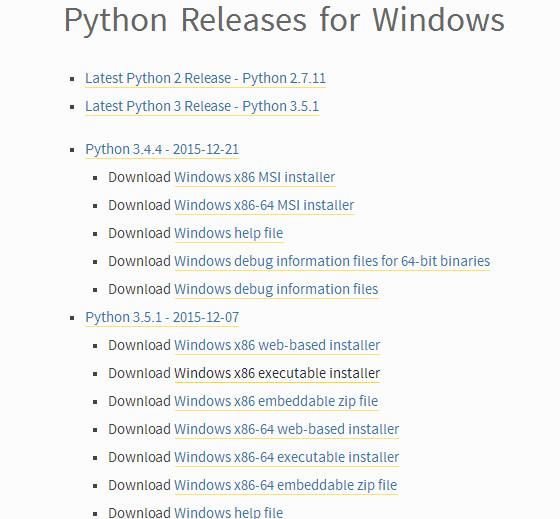 Python Releases for Windows
Latest Python 2 Release - Python 2.7.11
Latest Python 3 Release - Python 3.5.1
Python 3.4.4 - 2015-12-21
Download Windows x86 MSI installer
Download Windows x86-64 MSI installer
Download Windows help file
Download Windows debug information files for 64-bit binaries
Download Windows debug information files
Python 3.5.1 - 2015-12-07
Download Windows x86 web-based installer
Download Windows x86 executable installer
Download Windows x86 embeddable zip file
Download Windows x86-64 web-based installer
Download Windows x86-64 executable installer
Download Windows x86-64 embeddable zip file
Download Windows help file